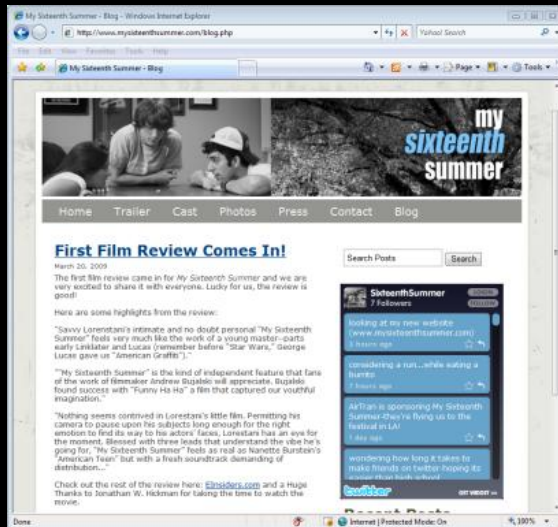 My Sixteenth Summer - Blog - Windows Internet Explorer
http://www.mysixteenthsummer.com/blog.php
Yahoo! Search
File Edit View Favorites Tools Help
My Sixteenth Summer - Blog
Page
Tools
my
sixteenth
summer
Home Trailer Cast Photos Press Contact Blog
First Film Review Comes In!
March 20, 2009
The first film review came in for My Sixteenth Summer and we are
very excited to share it with everyone. Lucky for us, the review is
good!
Here are some highlights from the review:
"Savvy Lorenstani's intimate and no doubt personal "My Sixteenth
Summer" feels very much like the work of a young master--parts
early Linklater and Lucas (remember before "Star Wars," George
Lucas gave us "American Graffiti")."
""My Sixteenth Summer" is the kind of independent feature that fans
of the work of filmmaker Andrew Bujalski will appreciate. Bujalski
found success with "Funny Ha Ha" a film that captured our youthful
imagination."
"Nothing seems contrived in Lorestani's little film. Permitting his
camera to pause upon his subjects long enough for the right
emotion to find its way to his actors' faces, Lorestani has an eye for
the moment. Blessed with three leads that understand the vibe he's
going for, "My Sixteenth Summer" feels as real as Nanette Burstein's
"American Teen" but with a fresh soundtrack demanding of
distribution..."
Check out the rest of the review here: EInsiders.com and a Huge
Thanks to Jonathan W. Hickman for taking the time to watch the
movie.
Search Posts Search
SixteenthSummer
7 Followers
LOGIN
FOLLOW
looking at my new website
(www.mysixteenthsummer.com)
5 hours ago
considering a run...while eating a
burrito
7 hours ago
AirTran is sponsoring My Sixteenth
Summer-they're flying us to the
festival in LA!
1 day ago
wondering how long it takes to
make friends on twitter-hoping its
easier than high school
twitter
GET WIDGET
Recent Posts
Done
Internet | Protected Mode: On
100%